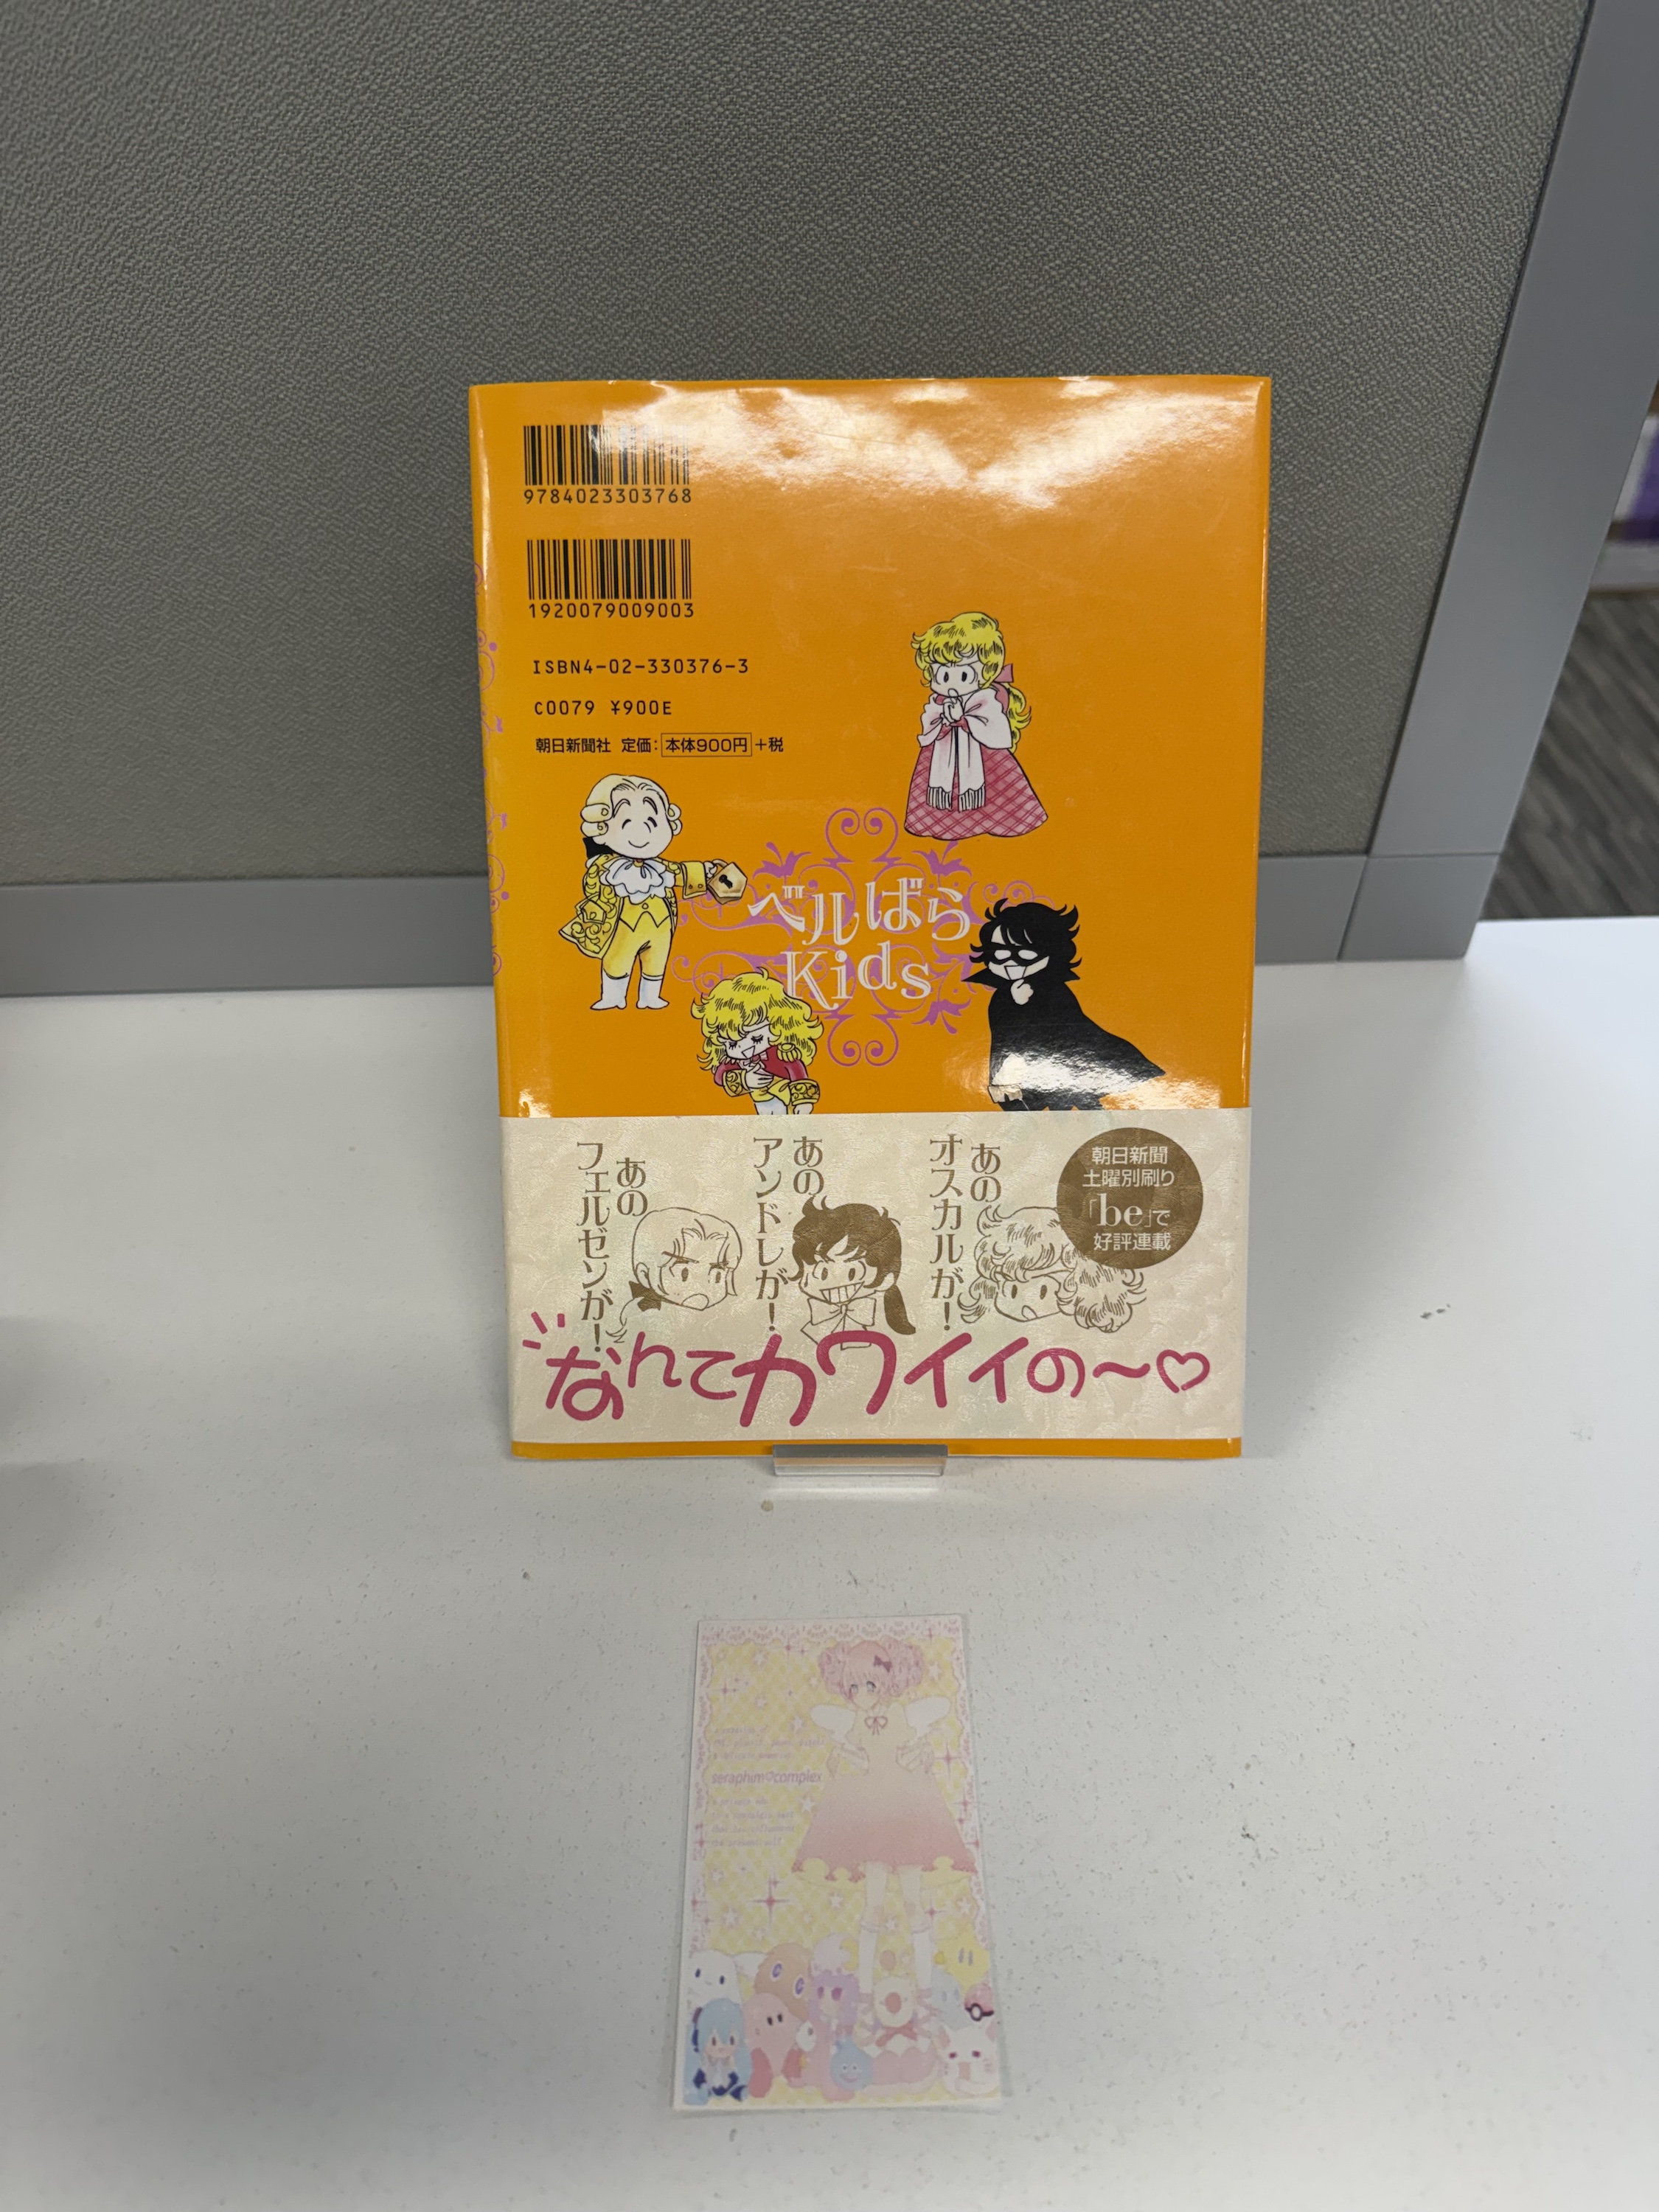 9784023303768
1920079009003
ISBN4-02-330376-3
C0079 ¥900E
朝日新聞社 定価：本体900円+税
ベルばら
Kids
朝日新聞
土曜別刷り
「be」で
好評連載
あの
オスカルが！
あの
アンドレが！
あの
フェルゼンが！
なんてカワイイの〜♡
seraphim♡complex